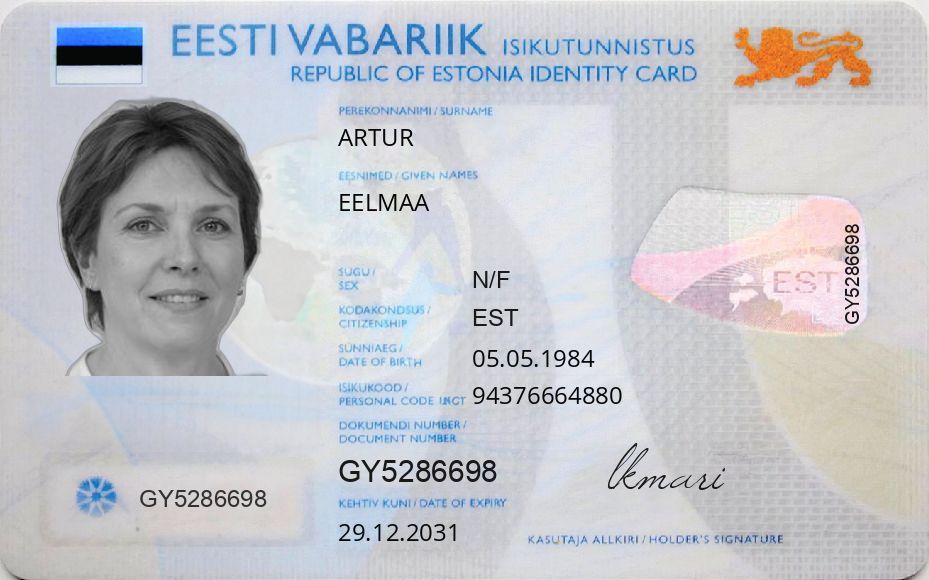 EESTI VABARIIK ISIKUTUNNISTUS
REPUBLIC OF ESTONIA IDENTITY CARD
PEREKONNANIMI / SURNAME
ARTUR
EESNIMED / GIVEN NAMES
EELMAA
SUGU /
SEX
N/F
KODAKONDSUS /
CITIZENSHIP
EST
SÜNNIAEG /
DATE OF BIRTH
05.05.1984
ISIKUKOOD /
PERSONAL CODE
94376664880
DOKUMENDI NUMBER /
DOCUMENT NUMBER
GY5286698
KEHTIV KUNI / DATE OF EXPIRY
29.12.2031
GY5286698
EST
GY5286698
lkmari
KASUTAJA ALLKIRI / HOLDER'S SIGNATURE